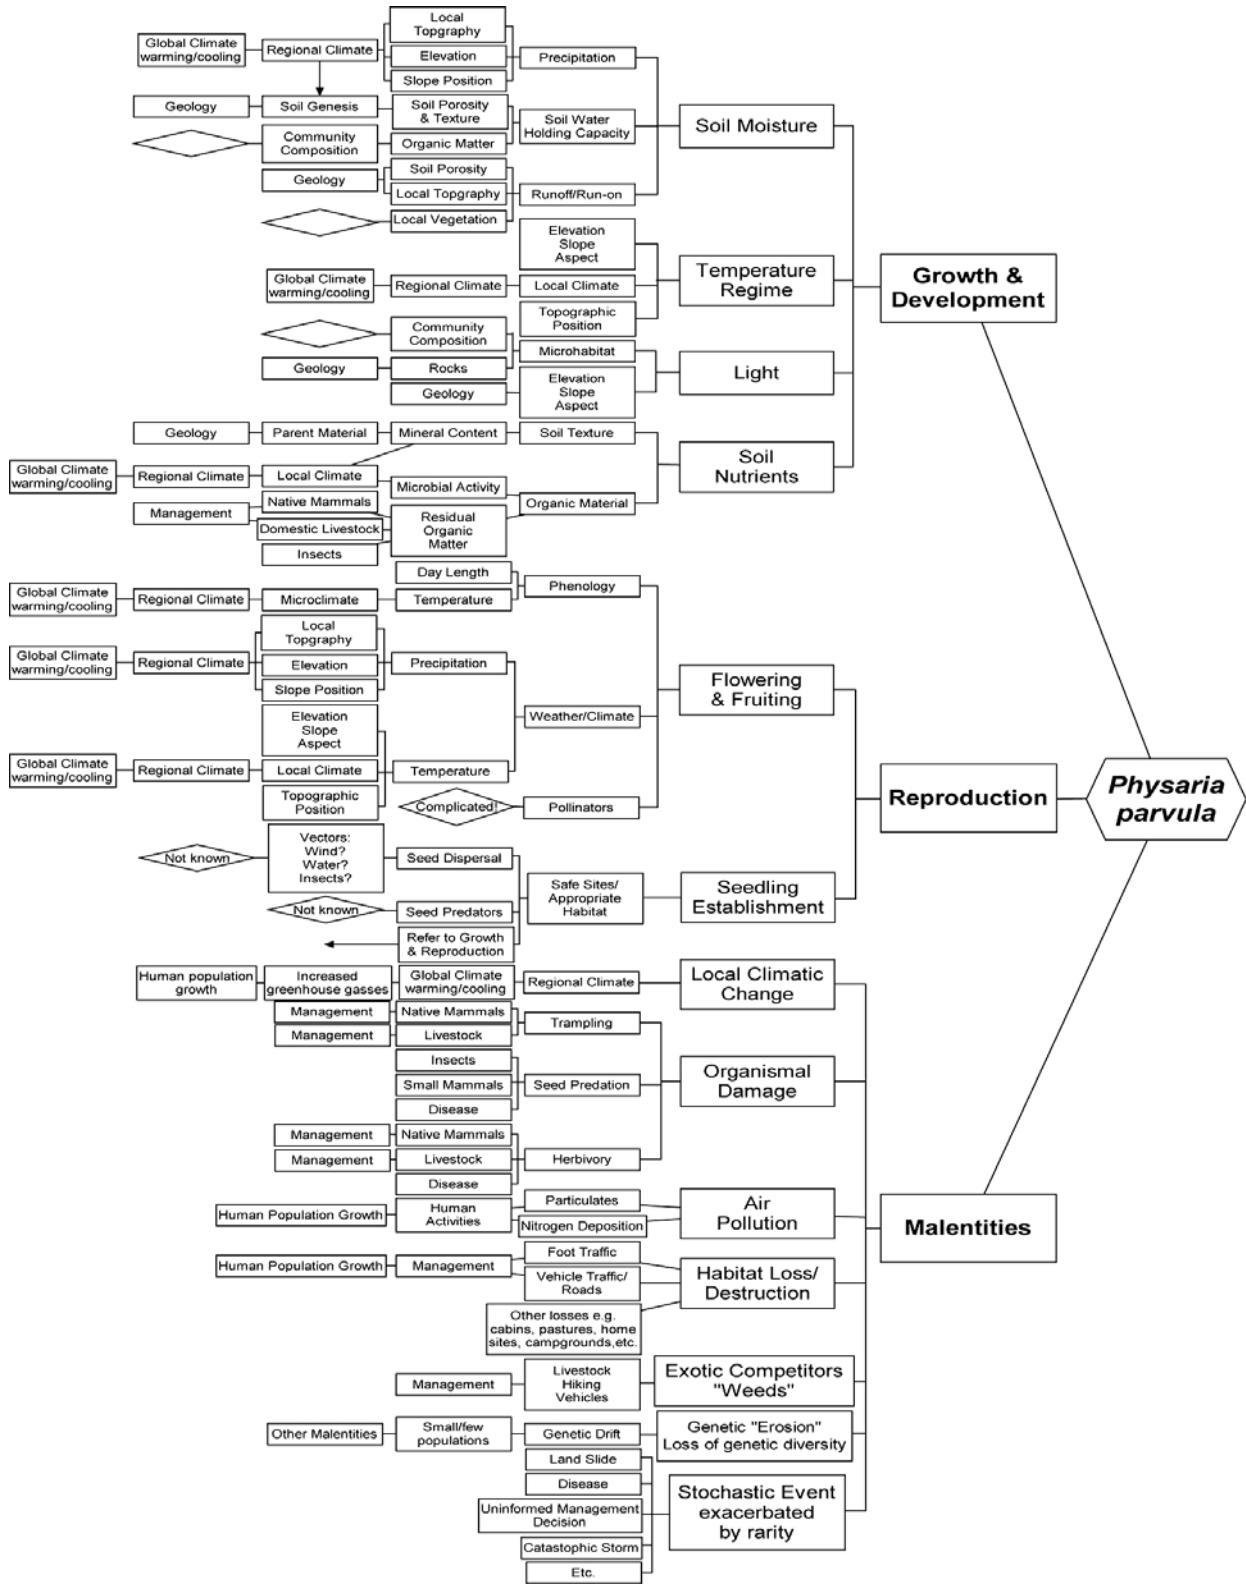 Local
Topgraphy
Global Climate
warming/cooling
Regional Climate
Elevation
Precipitation
Slope Position
Geology
Soil Genesis
Soil Porosity
& Texture
Soil Water
Holding Capacity
Soil Moisture
Community
Composition
Organic Matter
Soil Porosity
Geology
Local Topgraphy
Runoff/Run-on
Local Vegetation
Elevation
Slope
Aspect
Global Climate
warming/cooling
Regional Climate
Local Climate
Temperature
Regime
Growth &
Development
Topographic
Position
Community
Composition
Microhabitat
Geology
Rocks
Light
Geology
Elevation
Slope
Aspect
Geology
Parent Material
Mineral Content
Soil Texture
Soil
Nutrients
Global Climate
warming/cooling
Regional Climate
Local Climate
Microbial Activity
Organic Material
Management
Native Mammals
Domestic Livestock
Insects
Residual
Organic
Matter
Day Length
Phenology
Global Climate
warming/cooling
Regional Climate
Microclimate
Temperature
Local
Topgraphy
Global Climate
warming/cooling
Regional Climate
Elevation
Precipitation
Slope Position
Flowering
& Fruiting
Weather/Climate
Elevation
Slope
Aspect
Global Climate
warming/cooling
Regional Climate
Local Climate
Temperature
Topographic
Position
Complicated!
Pollinators
Reproduction
Physaria
parvula
Not known
Vectors:
Wind?
Water?
Insects?
Seed Dispersal
Safe Sites/
Appropriate
Habitat
Seedling
Establishment
Not known
Seed Predators
Refer to Growth
& Reproduction
Human population
growth
Increased
greenhouse gasses
Global Climate
warming/cooling
Regional Climate
Local Climatic
Change
Management
Native Mammals
Trampling
Management
Livestock
Insects
Small Mammals
Seed Predation
Disease
Organismal
Damage
Management
Native Mammals
Management
Livestock
Herbivory
Disease
Human Population Growth
Human
Activities
Particulates
Nitrogen Deposition
Air
Pollution
Malentities
Human Population Growth
Management
Foot Traffic
Vehicle Traffic/
Roads
Habitat Loss/
Destruction
Other losses e.g.
cabins, pastures, home
sites, campgrounds,etc.
Management
Livestock
Hiking
Vehicles
Exotic Competitors
"Weeds"
Other Malentities
Small/few
populations
Genetic Drift
Genetic "Erosion"
Loss of genetic diversity
Land Slide
Disease
Uninformed Management
Decision
Stochastic Event
exacerbated
by rarity
Catastophic Storm
Etc.